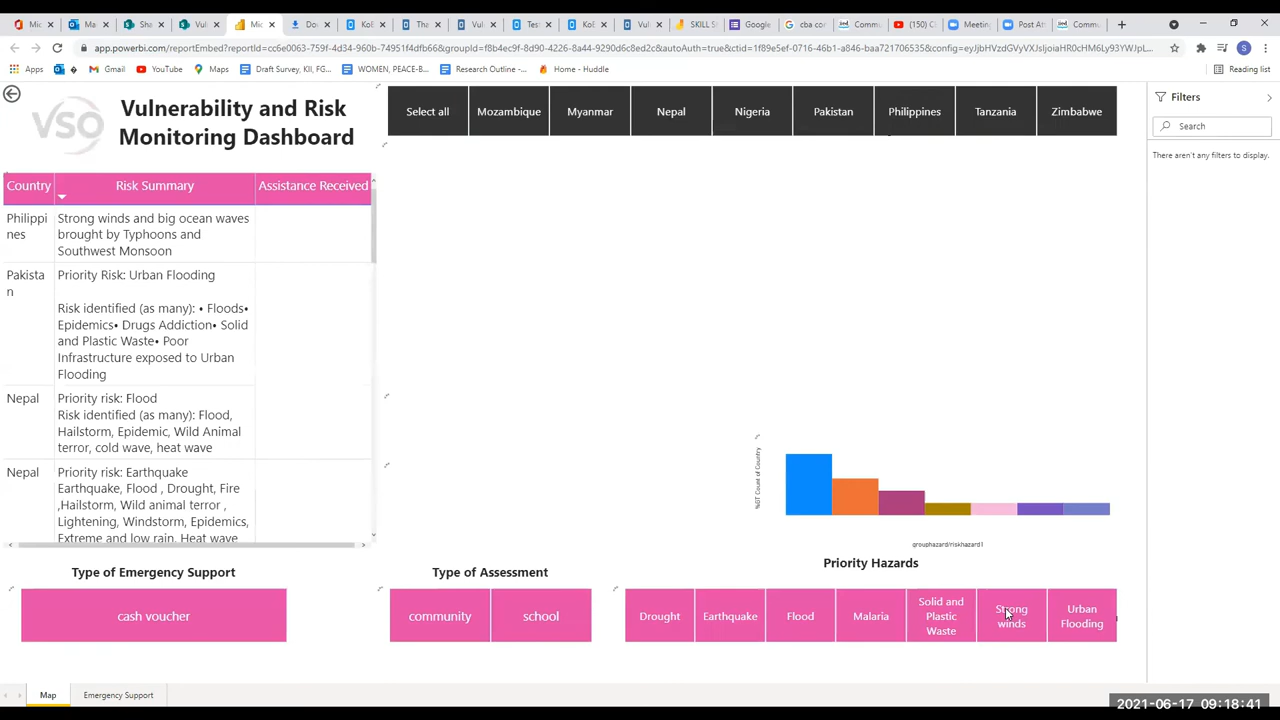 app.powerbi.com/reportEmbed?reportId=cc6e0063-759f-4d34-960b-74951f4dfb66&groupId=f8b4ec9f-8d90-4226-8a44-9290d6c8ed2c&autoAuth=true&ctid=1f89e5ef-0716-46b1-a846-baa721706535&config=
Apps
Gmail
YouTube
Maps
Draft Survey, KII, FG...
WOMEN, PEACE-B...
Research Outline -...
Home - Huddle
Reading list
VSO
Vulnerability and Risk
Monitoring Dashboard
Select all
Mozambique
Myanmar
Nepal
Nigeria
Pakistan
Philippines
Tanzania
Zimbabwe
Filters
Search
There aren't any filters to display.
Country
Risk Summary
Assistance Received
Philippi
nes
Strong winds and big ocean waves
brought by Typhoons and
Southwest Monsoon
Pakista
n
Priority Risk: Urban Flooding
Risk identified (as many): • Floods•
Epidemics• Drugs Addiction• Solid
and Plastic Waste• Poor
Infrastructure exposed to Urban
Flooding
Nepal
Priority risk: Flood
Risk identified (as many): Flood,
Hailstorm, Epidemic, Wild Animal
terror, cold wave, heat wave
Nepal
Priority risk: Earthquake
Earthquake, Flood , Drought, Fire
,Hailstorm, Wild animal terror ,
Lightening, Windstorm, Epidemics,
Extreme and low rain, Heat wave
%GT Count of Country
grouphazard/riskhazard1
Type of Emergency Support
cash voucher
Type of Assessment
community
school
Priority Hazards
Drought
Earthquake
Flood
Malaria
Solid and
Plastic
Waste
Strong
winds
Urban
Flooding
Map
Emergency Support
2021-06-17 09:18:41